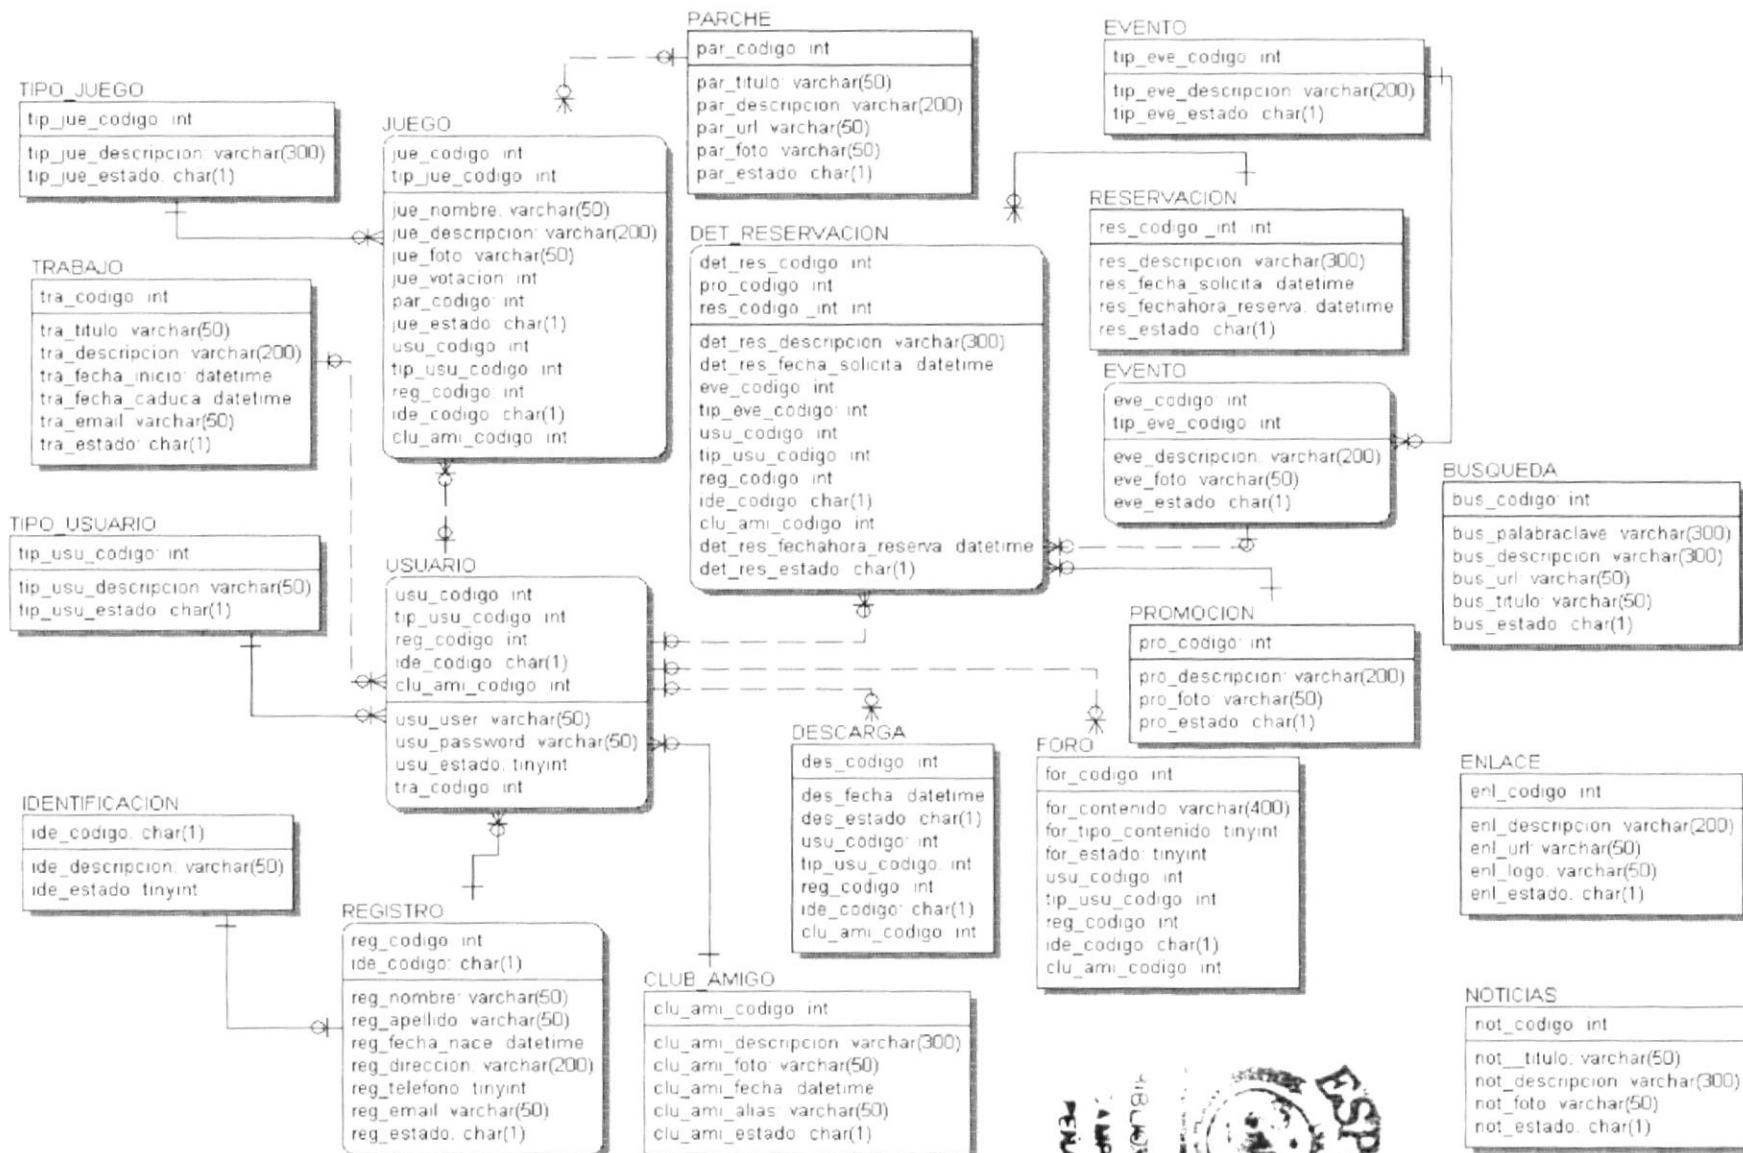 PARCHE
par_codigo int
par_titulo: varchar(50)
par_descripcion varchar(200)
par_url varchar(50)
par_foto varchar(50)
par_estado char(1)
EVENTO
tip_eve_codigo int
tip_eve_descripcion varchar(200)
tip_eve_estado char(1)
TIPO_JUEGO
tip_jue_codigo int
tip_jue_descripcion: varchar(300)
tip_jue_estado. char(1)
JUEGO
jue_codigo int
tip_jue_codigo int
jue_nombre. varchar(50)
jue_descripcion: varchar(200)
jue_foto varchar(50)
jue_votacion: int
par_codigo: int
jue_estado char(1)
usu_codigo int
tip_usu_codigo int
reg_codigo: int
ide_codigo char(1)
clu_ami_codigo int
RESERVACION
res_codigo _int int
res_descripcion varchar(300)
res_fecha_solicita datetime
res_fechahora_reserva: datetime
res_estado char(1)
DET_RESERVACION
det_res_codigo int
pro_codigo int
res_codigo _int int
det_res_descripcion varchar(300)
det_res_fecha_solicita datetime
eve_codigo int
tip_eve_codigo: int
usu_codigo int
tip_usu_codigo int
reg_codigo int
ide_codigo char(1)
clu_ami_codigo int
det_res_fechahora_reserva datetime
det_res_estado char(1)
TRABAJO
tra_codigo int
tra_titulo varchar(50)
tra_descripcion varchar(200)
tra_fecha_inicio: datetime
tra_fecha_caduca datetime
tra_email varchar(50)
tra_estado: char(1)
EVENTO
eve_codigo: int
tip_eve_codigo int
eve_descripcion: varchar(200)
eve_foto varchar(50)
eve_estado char(1)
BUSQUEDA
bus_codigo: int
bus_palabraclave varchar(300)
bus_descripcion varchar(300)
bus_url varchar(50)
bus_titulo: varchar(50)
bus_estado char(1)
TIPO_USUARIO
tip_usu_codigo: int
tip_usu_descripcion varchar(50)
tip_usu_estado char(1)
USUARIO
usu_codigo int
tip_usu_codigo int
reg_codigo int
ide_codigo char(1)
clu_ami_codigo int
usu_user varchar(50)
usu_password varchar(50)
usu_estado. tinyint
tra_codigo int
PROMOCION
pro_codigo: int
pro_descripcion: varchar(200)
pro_foto varchar(50)
pro_estado char(1)
DESCARGA
des_codigo int
des_fecha datetime
des_estado char(1)
usu_codigo int
tip_usu_codigo. int
reg_codigo int
ide_codigo: char(1)
clu_ami_codigo int
FORO
for_codigo int
for_contenido varchar(400)
for_tipo_contenido tinyint
for_estado: tinyint
usu_codigo int
tip_usu_codigo int
reg_codigo int
ide_codigo char(1)
clu_ami_codigo int
ENLACE
enl_codigo int
enl_descripcion varchar(200)
enl_url: varchar(50)
enl_logo. varchar(50)
enl_estado. char(1)
IDENTIFICACION
ide_codigo. char(1)
ide_descripcion: varchar(50)
ide_estado tinyint
REGISTRO
reg_codigo int
ide_codigo: char(1)
reg_nombre: varchar(50)
reg_apellido varchar(50)
reg_fecha_nace datetime
reg_direccion: varchar(200)
reg_telefono tinyint
reg_email varchar(50)
reg_estado. char(1)
CLUB_AMIGO
clu_ami_codigo int
clu_ami_descripcion varchar(300)
clu_ami_foto varchar(50)
clu_ami_fecha datetime
clu_ami_alias varchar(50)
clu_ami_estado char(1)
NOTICIAS
not_codigo int
not__titulo: varchar(50)
not_descripcion varchar(300)
not_foto varchar(50)
not_estado: char(1)
ESP